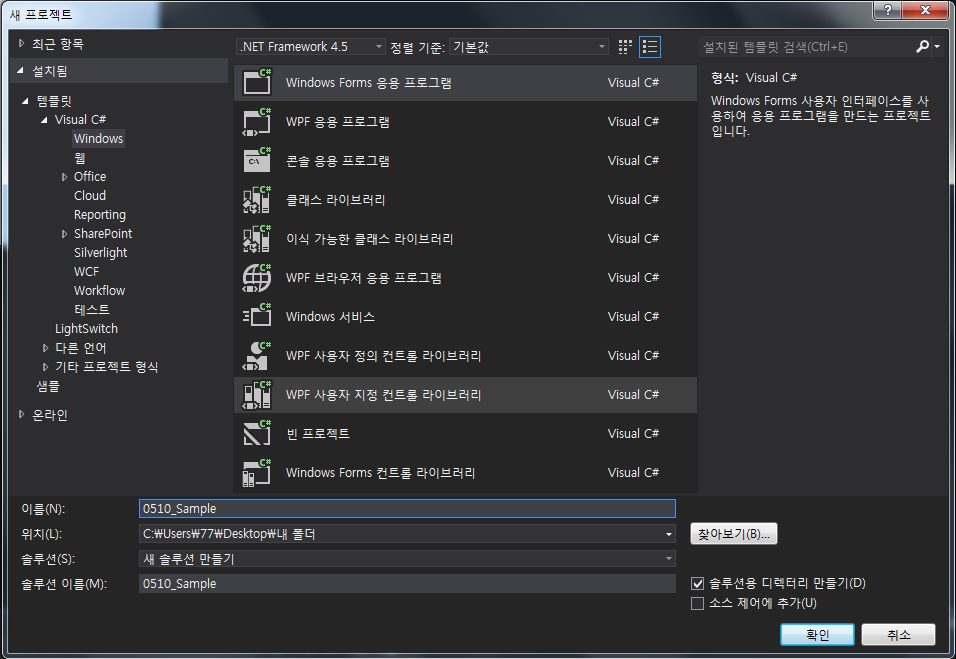 새 프로젝트
최근 항목
설치됨
템플릿
Visual C#
Windows
웹
Office
Cloud
Reporting
SharePoint
Silverlight
WCF
Workflow
테스트
LightSwitch
다른 언어
기타 프로젝트 형식
샘플
온라인
.NET Framework 4.5 정렬 기준: 기본값
Windows Forms 응용 프로그램 Visual C#
WPF 응용 프로그램 Visual C#
콘솔 응용 프로그램 Visual C#
클래스 라이브러리 Visual C#
이식 가능한 클래스 라이브러리 Visual C#
WPF 브라우저 응용 프로그램 Visual C#
Windows 서비스 Visual C#
WPF 사용자 정의 컨트롤 라이브러리 Visual C#
WPF 사용자 지정 컨트롤 라이브러리 Visual C#
빈 프로젝트 Visual C#
Windows Forms 컨트롤 라이브러리 Visual C#
설치된 템플릿 검색(Ctrl+E)
형식: Visual C#
Windows Forms 사용자 인터페이스를 사
용하여 응용 프로그램을 만드는 프로젝트
입니다.
이름(N): 0510_Sample
위치(L): C:₩Users₩77₩Desktop₩내 폴더 찾아보기(B)...
솔루션(S): 새 솔루션 만들기
솔루션 이름(M): 0510_Sample 솔루션용 디렉터리 만들기(D)
소스 제어에 추가(U)
확인 취소